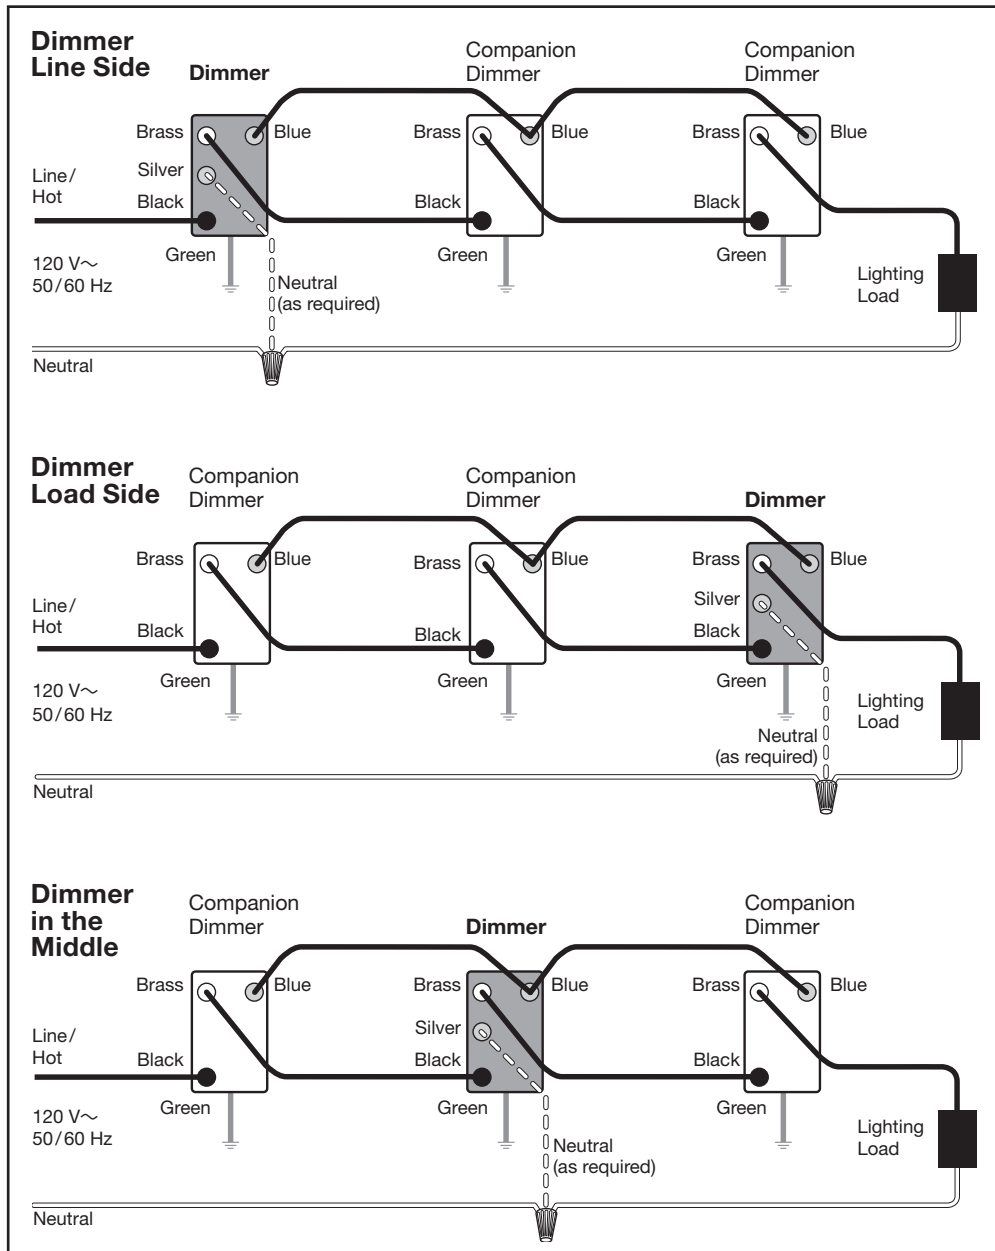 Dimmer
Line Side
Dimmer
Companion
Dimmer
Companion
Dimmer
Brass
Blue
Brass
Blue
Brass
Blue
Silver
Line/
Hot
Black
Black
Black
Green
Green
Green
120 V~
50/60 Hz
Neutral
(as required)
Lighting
Load
Neutral
Dimmer
Load Side
Companion
Dimmer
Companion
Dimmer
Dimmer
Brass
Blue
Brass
Blue
Brass
Blue
Silver
Line/
Hot
Black
Black
Black
Green
Green
Green
120 V~
50/60 Hz
Neutral
(as required)
Lighting
Load
Neutral
Dimmer
in the
Middle
Companion
Dimmer
Dimmer
Companion
Dimmer
Brass
Blue
Brass
Blue
Brass
Blue
Silver
Line/
Hot
Black
Black
Black
Green
Green
Green
120 V~
50/60 Hz
Neutral
(as required)
Lighting
Load
Neutral